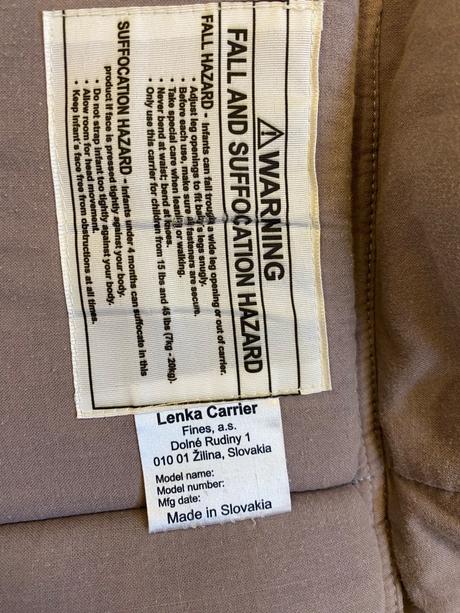 ⚠WARNING
FALL AND SUFFOCATION HAZARD
FALL HAZARD - Infants can fall trough a wide leg opening or out of carrier.
• Adjust leg openings to fit baby's legs snugly.
• Before each use, make sure all fasteners are secure.
• Take special care when leaning or walking.
• Never bend at waist; bend at knees.
• Only use this carrier for children from 15 lbs and 45 lbs (7kg - 20kg).
SUFFOCATION HAZARD - Infants under 4 months can suffocate in this
product if face is pressed tightly against your body.
• Do not strap infant too tightly against your body.
• Allow room for head movement.
• Keep infant's face free from obstructions at all times.
Lenka Carrier
Fines, a.s.
Dolné Rudiny 1
010 01 Žilina, Slovakia
Model name:
Model number:
Mfg date:
Made in Slovakia